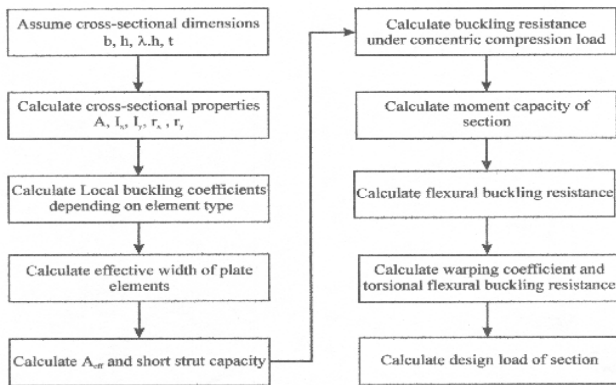 Assume cross-sectional dimensions
b, h, λ.h, t
Calculate cross-sectional properties
A, Iₓ, Iᵧ, rₓ , rᵧ
Calculate Local buckling coefficients
depending on element type
Calculate effective width of plate
elements
Calculate A_eff and short strut capacity
Calculate buckling resistance
under concentric compression load
Calculate moment capacity of
section
Calculate flexural buckling resistance
Calculate warping coefficient and
torsional flexural buckling resistance
Calculate design load of section